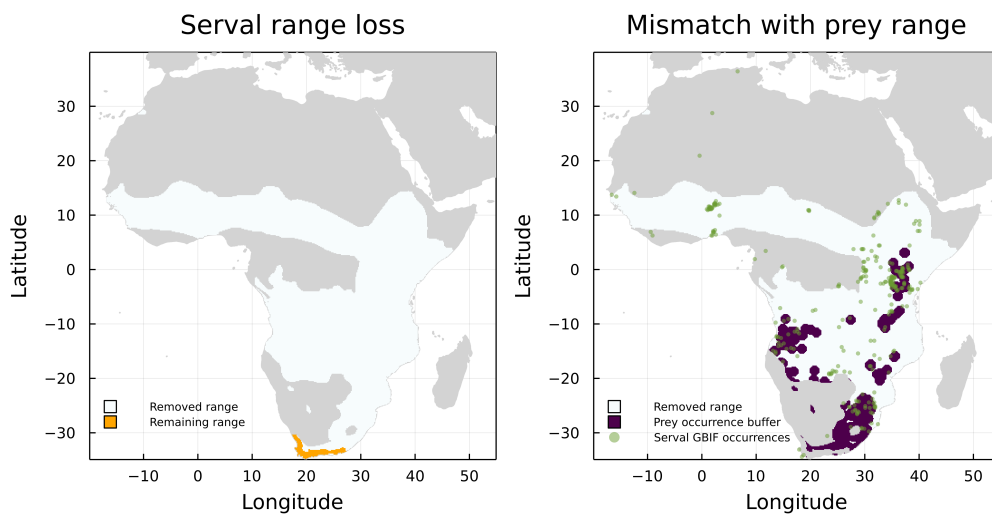 Serval range loss
Mismatch with prey range
Latitude
30
20
10
0
−10
−20
−30
Removed range
Remaining range
−10
0
10
20
30
40
50
Longitude
Latitude
30
20
10
0
−10
−20
−30
Removed range
Prey occurrence buffer
Serval GBIF occurrences
−10
0
10
20
30
40
50
Longitude